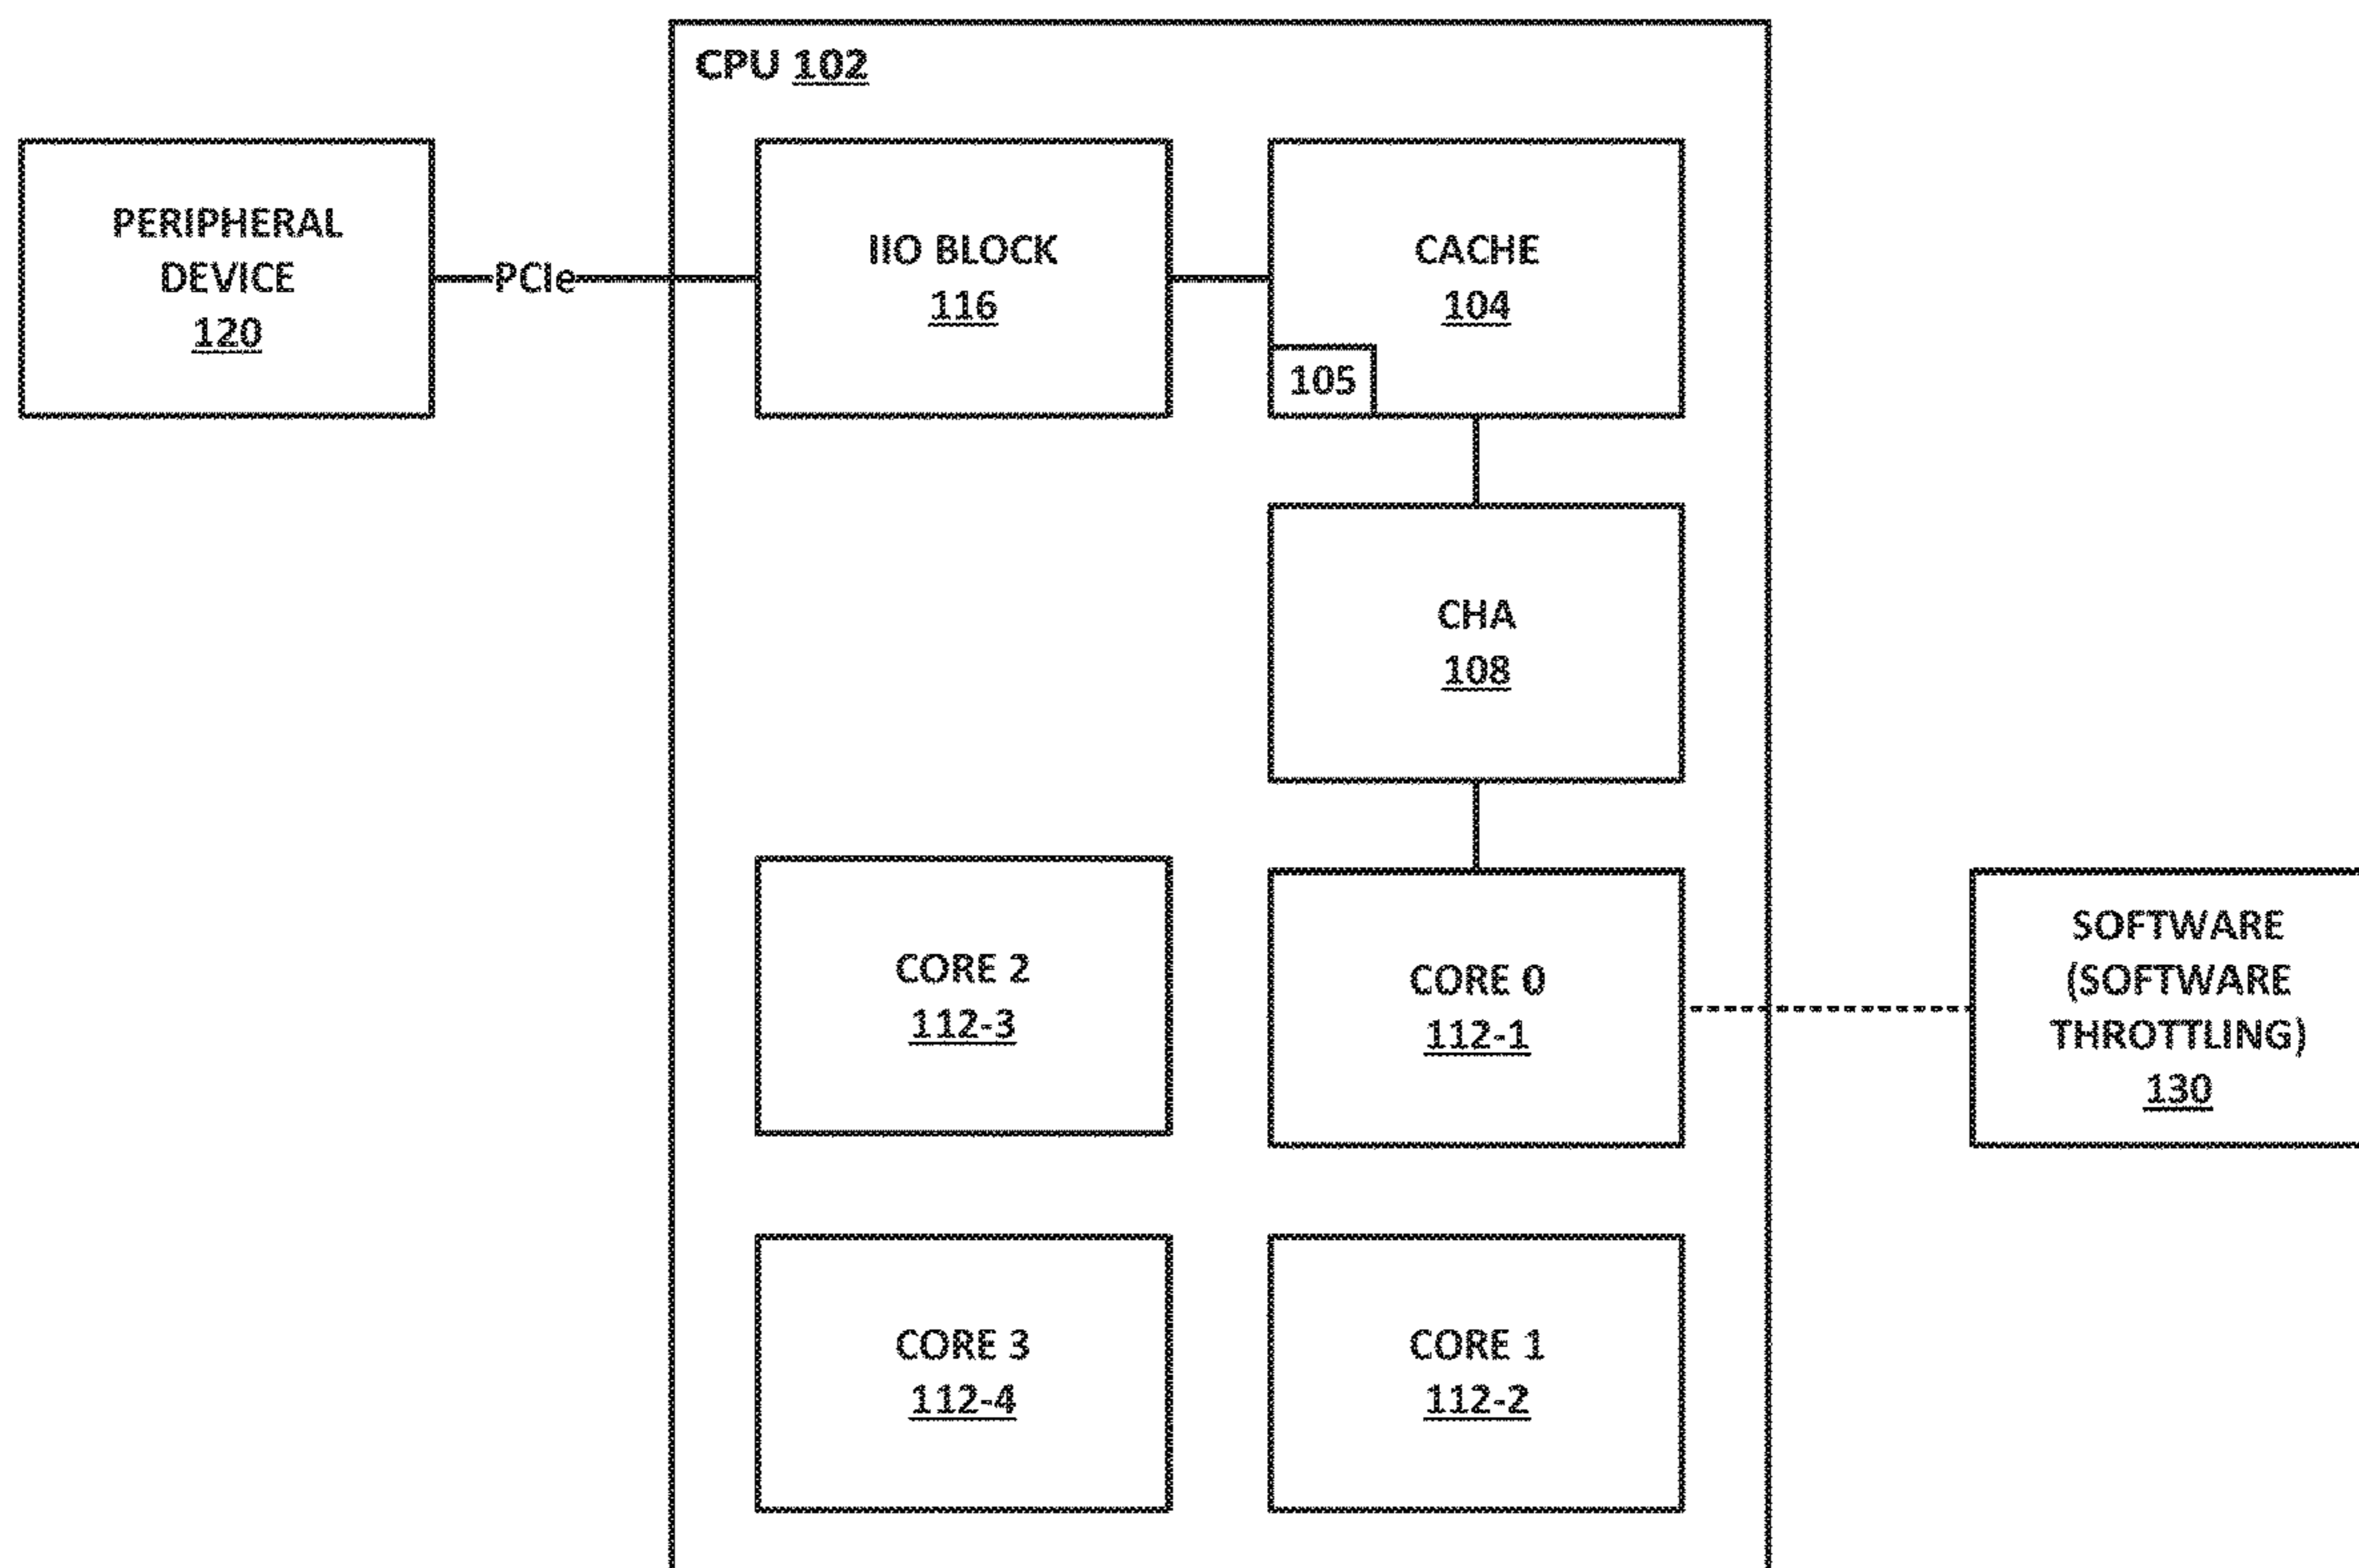 CPU 102
PERIPHERAL
DEVICE
120
PCIe
IIO BLOCK
116
CACHE
104
105
CHA
108
CORE 2
112-3
CORE 0
112-1
SOFTWARE
(SOFTWARE
THROTTLING)
130
CORE 3
112-4
CORE 1
112-2